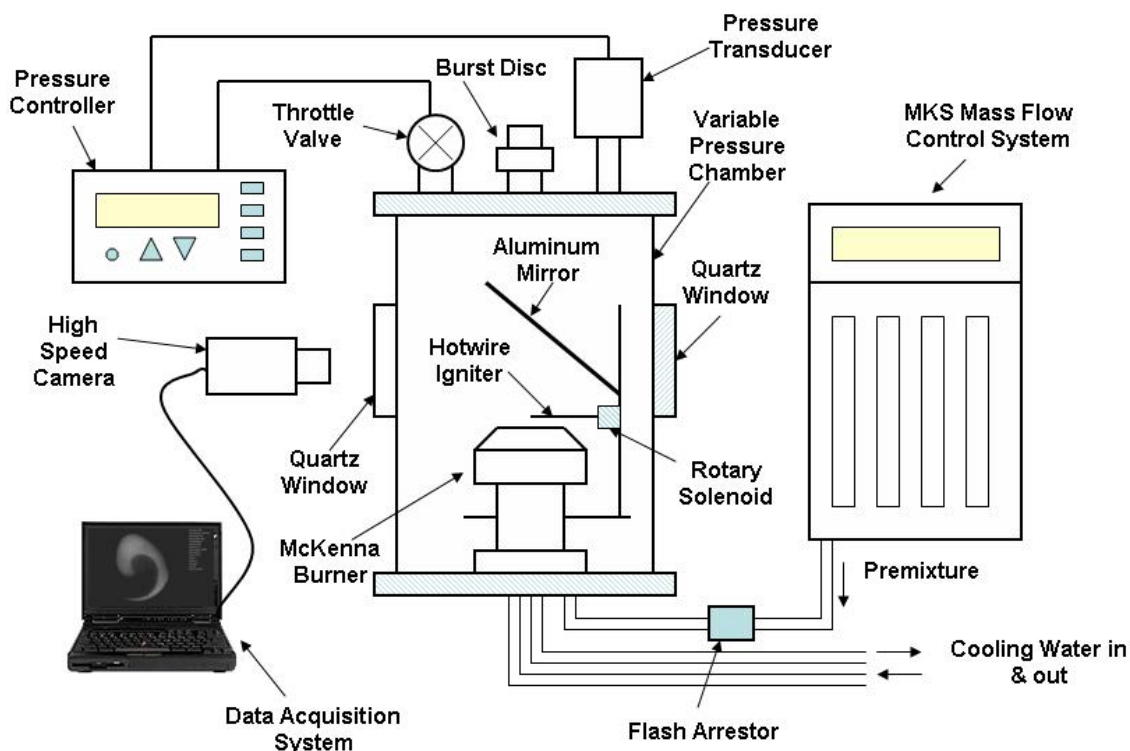 Pressure
Transducer
Burst Disc
Pressure
Controller
Throttle
Valve
Variable
Pressure
Chamber
MKS Mass Flow
Control System
Aluminum
Mirror
Quartz
Window
High
Speed
Camera
Hotwire
Igniter
Quartz
Window
Rotary
Solenoid
McKenna
Burner
Premixture
Cooling Water in
& out
Flash Arrestor
Data Acquisition
System